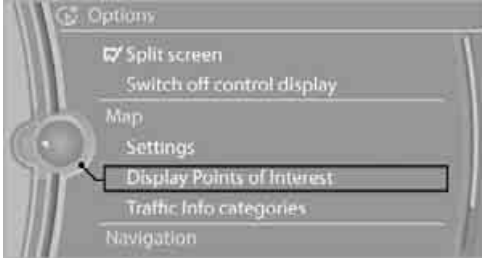 Options
Split screen
Switch off control display
Map
Settings
Display Points of Interest
Traffic Info categories
Navigation